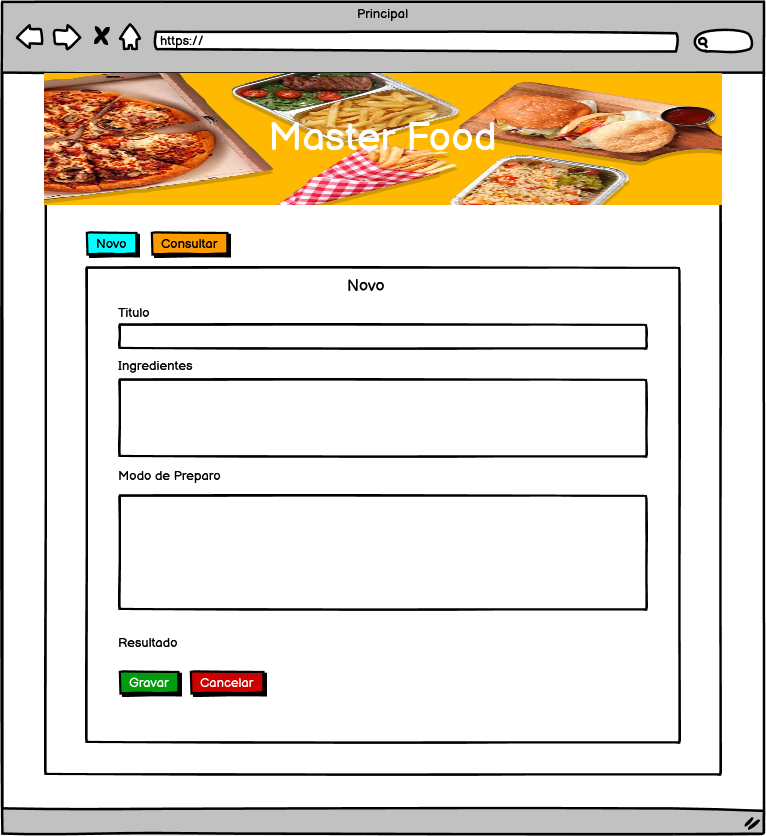 Principal
https://
Master Food
Novo Consultar
Novo
Titulo
Ingredientes
Modo de Preparo
Resultado
Gravar Cancelar